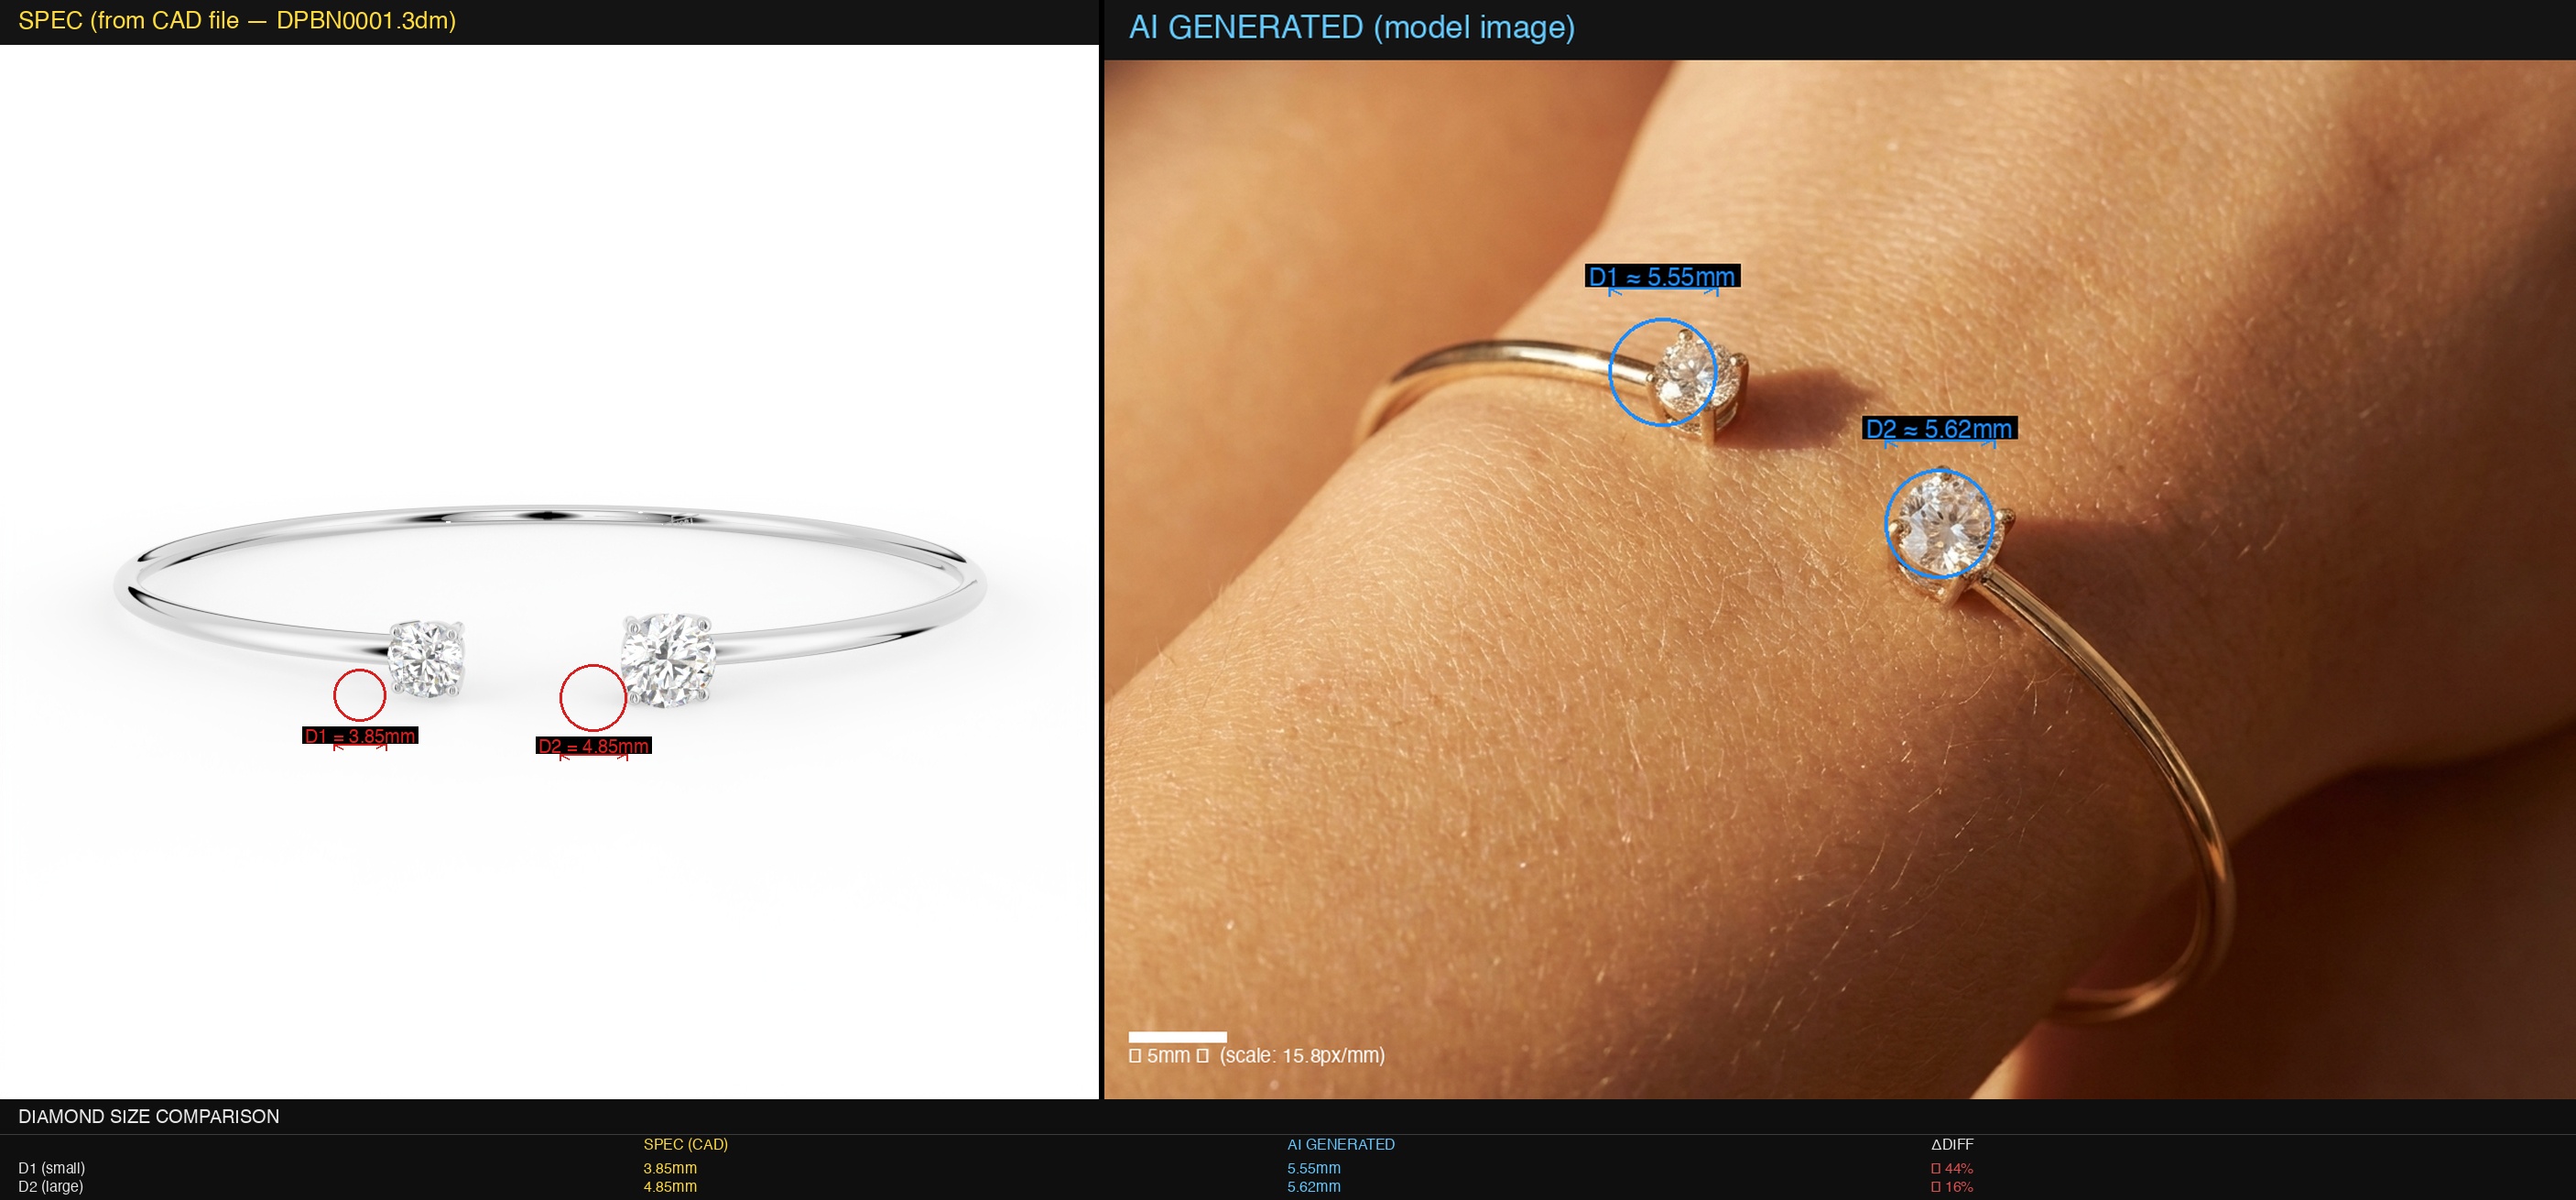 SPEC (from CAD file — DPBN0001.3dm)
AI GENERATED (model image)
D1 ≈ 5.55mm
D2 ≈ 5.62mm
D1 = 3.85mm
D2 = 4.85mm
□ 5mm □ (scale: 15.8px/mm)
DIAMOND SIZE COMPARISON
SPEC (CAD) AI GENERATED ΔDIFF
D1 (small) 3.85mm 5.55mm □ 44%
D2 (large) 4.85mm 5.62mm □ 16%